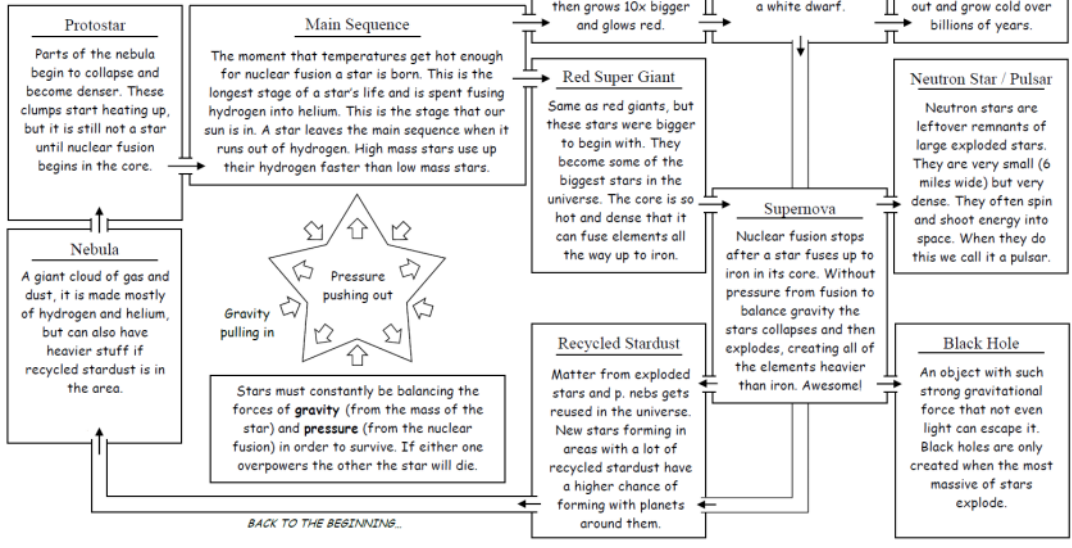 then grows 10x bigger
and glows red.
a white dwarf.
out and grow cold over
billions of years.
Protostar
Parts of the nebula
begin to collapse and
become denser. These
clumps start heating up,
but it is still not a star
until nuclear fusion
begins in the core.
Main Sequence
The moment that temperatures get hot enough
for nuclear fusion a star is born. This is the
longest stage of a star's life and is spent fusing
hydrogen into helium. This is the stage that our
sun is in. A star leaves the main sequence when it
runs out of hydrogen. High mass stars use up
their hydrogen faster than low mass stars.
Red Super Giant
Same as red giants, but
these stars were bigger
to begin with. They
become some of the
biggest stars in the
universe. The core is so
hot and dense that it
can fuse elements all
the way up to iron.
Neutron Star / Pulsar
Neutron stars are
leftover remnants of
large exploded stars.
They are very small (6
miles wide) but very
dense. They often spin
and shoot energy into
space. When they do
this we call it a pulsar.
Supernova
Nuclear fusion stops
after a star fuses up to
iron in its core. Without
pressure from fusion to
balance gravity the
stars collapses and then
explodes, creating all of
the elements heavier
than iron. Awesome!
Nebula
A giant cloud of gas and
dust, it is made mostly
of hydrogen and helium,
but can also have
heavier stuff if
recycled stardust is in
the area.
Pressure
pushing out
Gravity
pulling in
Stars must constantly be balancing the
forces of gravity (from the mass of the
star) and pressure (from the nuclear
fusion) in order to survive. If either one
overpowers the other the star will die.
Recycled Stardust
Matter from exploded
stars and p. nebs gets
reused in the universe.
New stars forming in
areas with a lot of
recycled stardust have
a higher chance of
forming with planets
around them.
Black Hole
An object with such
strong gravitational
force that not even
light can escape it.
Black holes are only
created when the most
massive of stars
explode.
BACK TO THE BEGINNING...